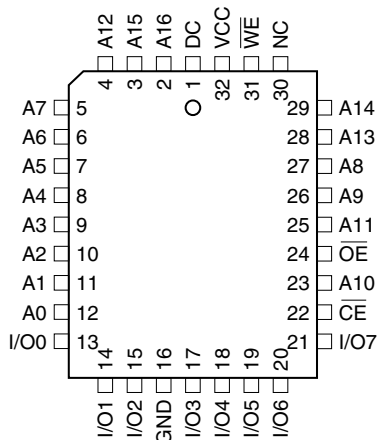 A12 A15 A16 DC VCC WE NC
4 3 2 1 32 31 30
A7 5 29 A14
A6 6 28 A13
A5 7 27 A8
A4 8 26 A9
A3 9 25 A11
A2 10 24 OE
A1 11 23 A10
A0 12 22 CE
I/O0 13 21 I/O7
14 15 16 17 18 19 20
I/O1 I/O2 GND I/O3 I/O4 I/O5 I/O6